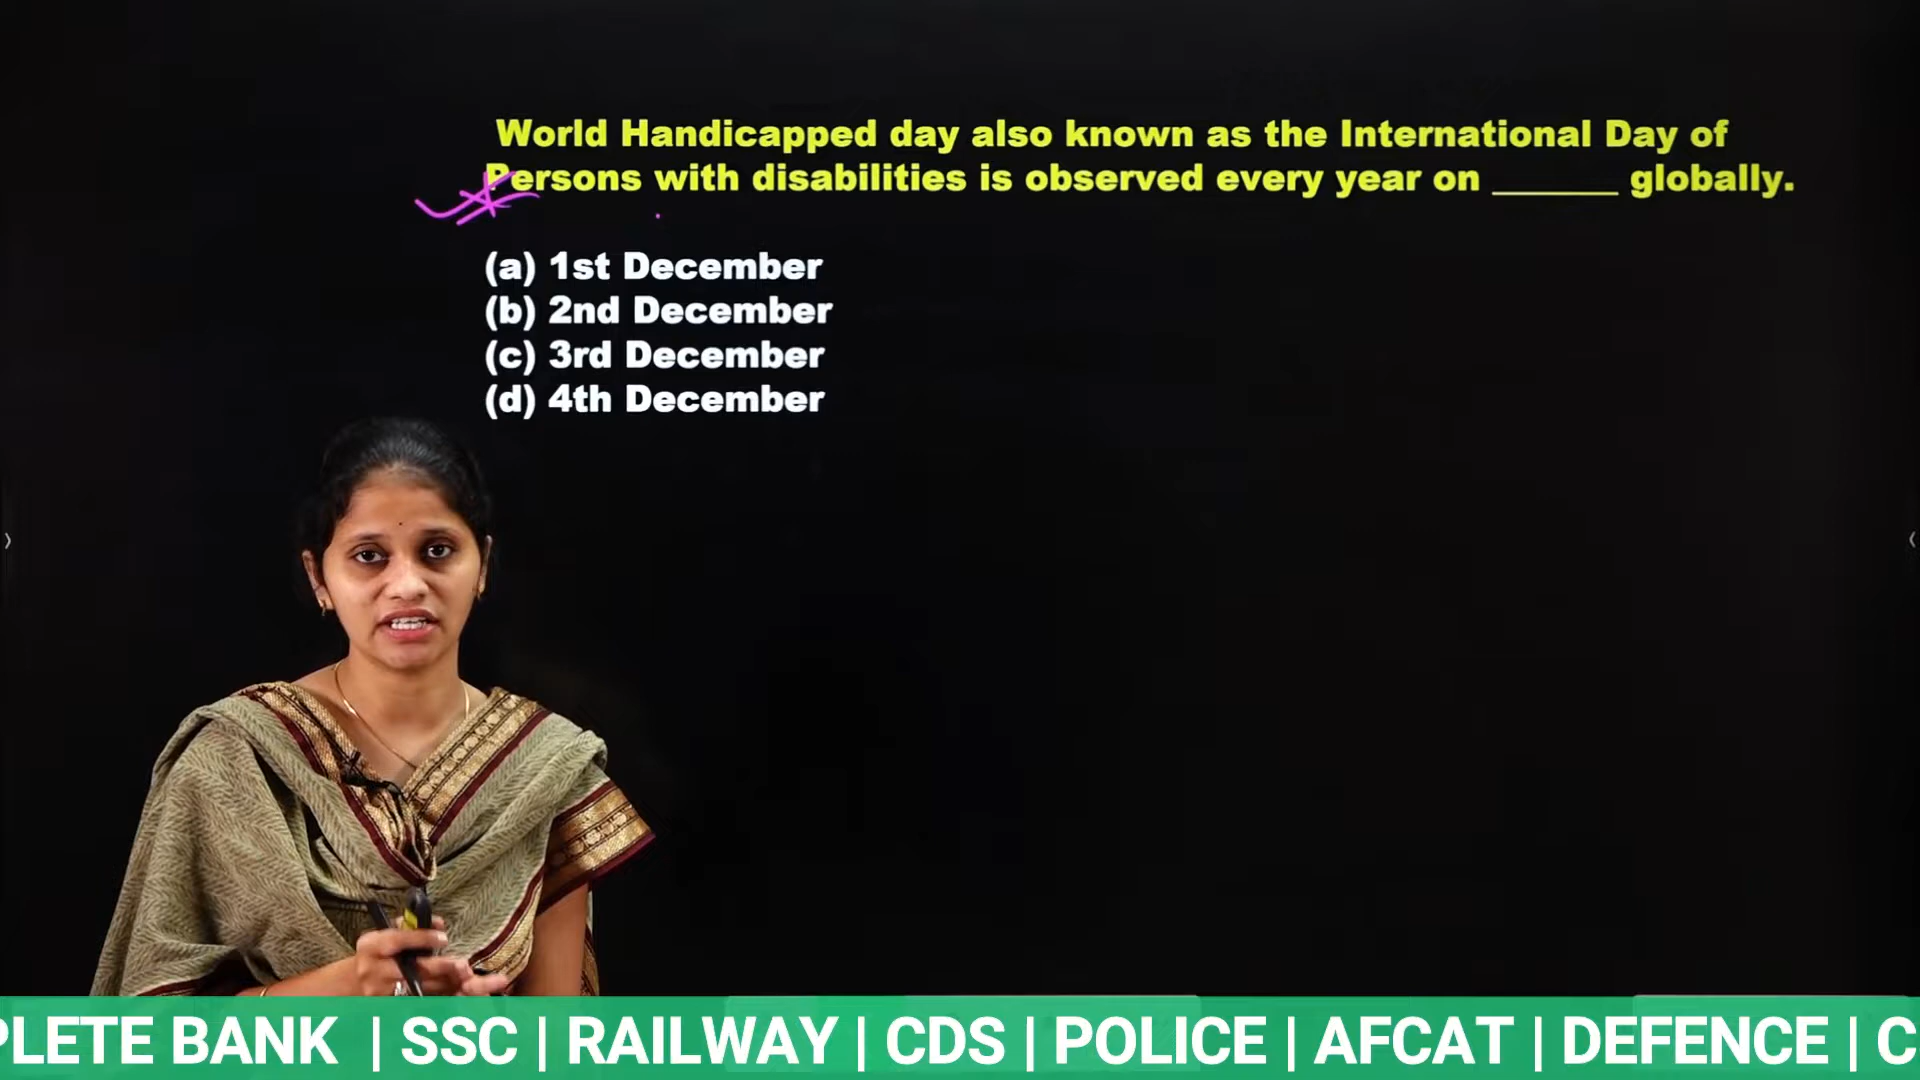 World Handicapped day also known as the International Day of
Persons with disabilities is observed every year on ______ globally.
(a) 1st December
(b) 2nd December
(c) 3rd December
(d) 4th December
PLETE BANK | SSC | RAILWAY | CDS | POLICE | AFCAT | DEFENCE | C